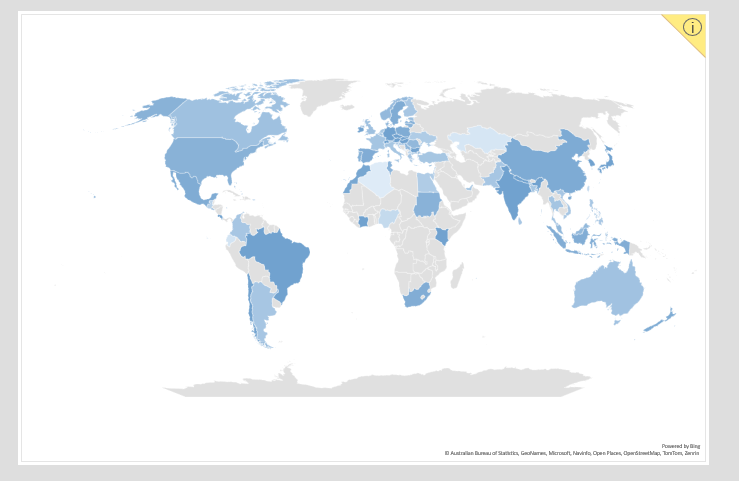 Powered by Bing
© Australian Bureau of Statistics, GeoNames, Microsoft, Navinfo, Open Places, OpenStreetMap, TomTom, Zenrin